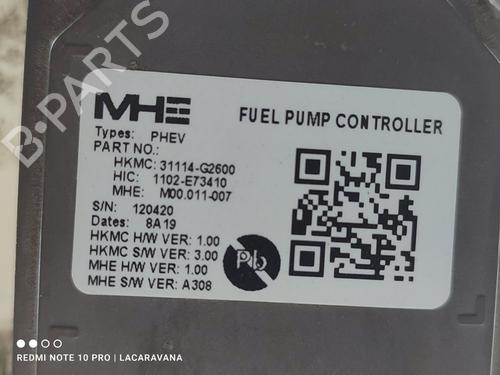 MHE FUEL PUMP CONTROLLER
Types: PHEV
PART NO.:
HKMC: 31114-G2600
HIC: 1102-E73410
MHE: M00.011-007
S/N: 120420
Dates: 8A19
HKMC H/W VER: 1.00
HKMC S/W VER: 3.00
MHE H/W VER: 1.00
MHE S/W VER: A308
Pb
B-PARTS
REDMI NOTE 10 PRO | LACARAVANA